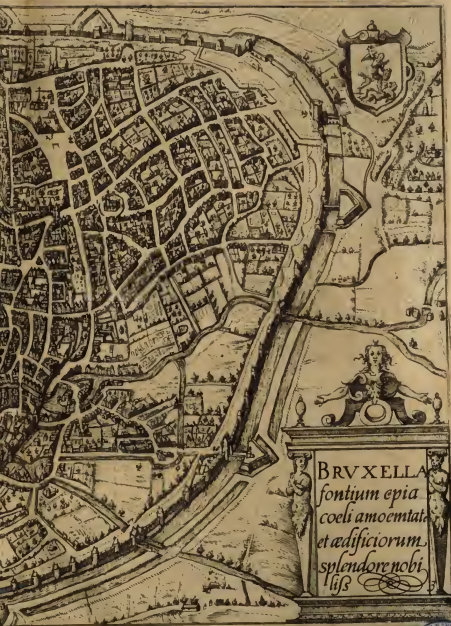 BRVXELLA
fontium epia
coeli amoemtat
et ædificiorum
splendore nobi
liſs